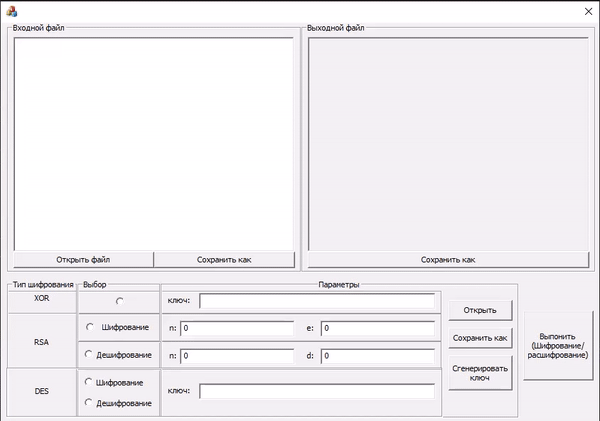 Входной файл
Выходной файл
Открыть файл
Сохранить как
Сохранить как
Тип шифрования
Выбор
Параметры
XOR
ключ:
Открыть
RSA
Шифрование
n: 0
e: 0
Сохранить как
Выпонить
(Шифрование/
расшифрование)
Дешифрование
n: 0
d: 0
Сгенерировать
ключ
DES
Шифрование
ключ:
Дешифрование